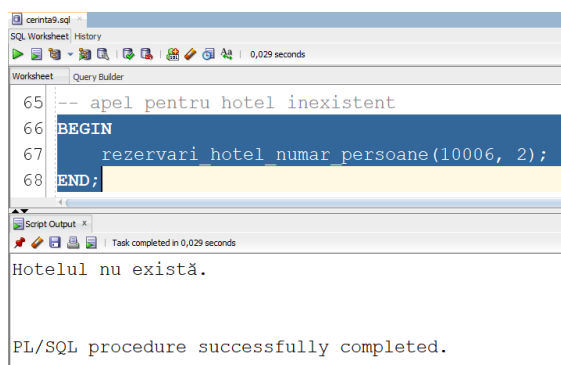 cerinta9.sql
SQL Worksheet History
0,029 seconds
Worksheet Query Builder
65 -- apel pentru hotel inexistent
66 BEGIN
67 rezervari_hotel_numar_persoane(10006, 2);
68 END;
Script Output x
Task completed in 0,029 seconds
Hotelul nu există.
PL/SQL procedure successfully completed.